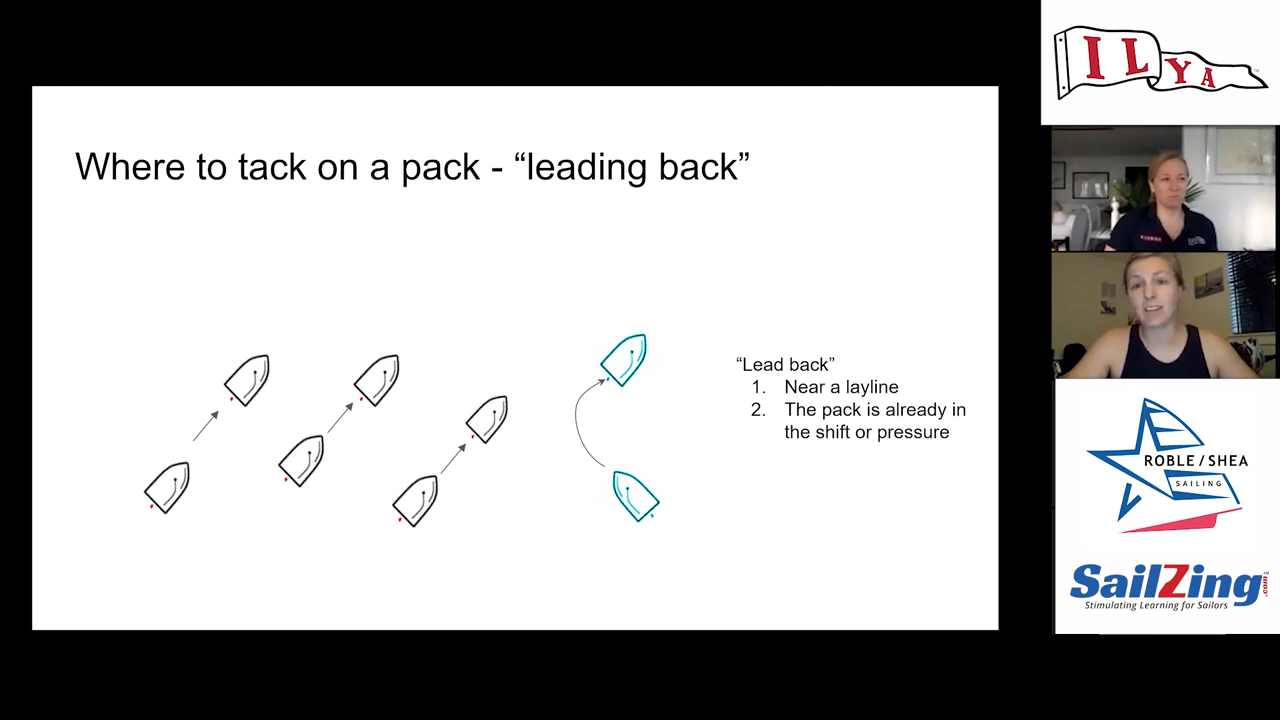 Where to tack on a pack - “leading back”
“Lead back”
1. Near a layline
2. The pack is already in
the shift or pressure
ILYA
ROBLE / SHEA
SAILING
SailZing.com
Stimulating Learning for Sailors